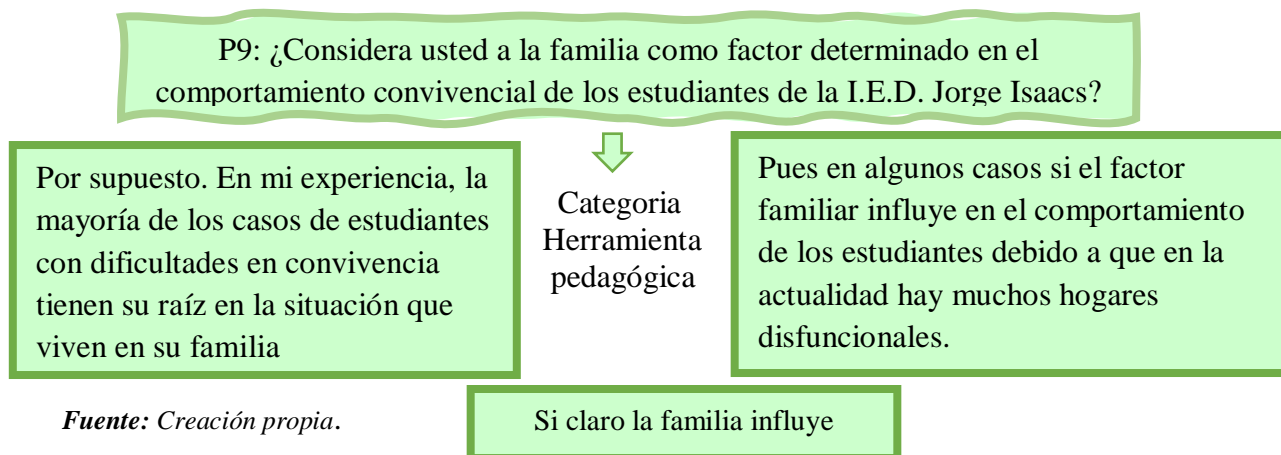 P9: ¿Considera usted a la familia como factor determinado en el
comportamiento convivencial de los estudiantes de la I.E.D. Jorge Isaacs?
Por supuesto. En mi experiencia, la
mayoría de los casos de estudiantes
con dificultades en convivencia
tienen su raíz en la situación que
viven en su familia
Categoria
Herramienta
pedagógica
Pues en algunos casos si el factor
familiar influye en el comportamiento
de los estudiantes debido a que en la
actualidad hay muchos hogares
disfuncionales.
Fuente: Creación propia.
Si claro la familia influye